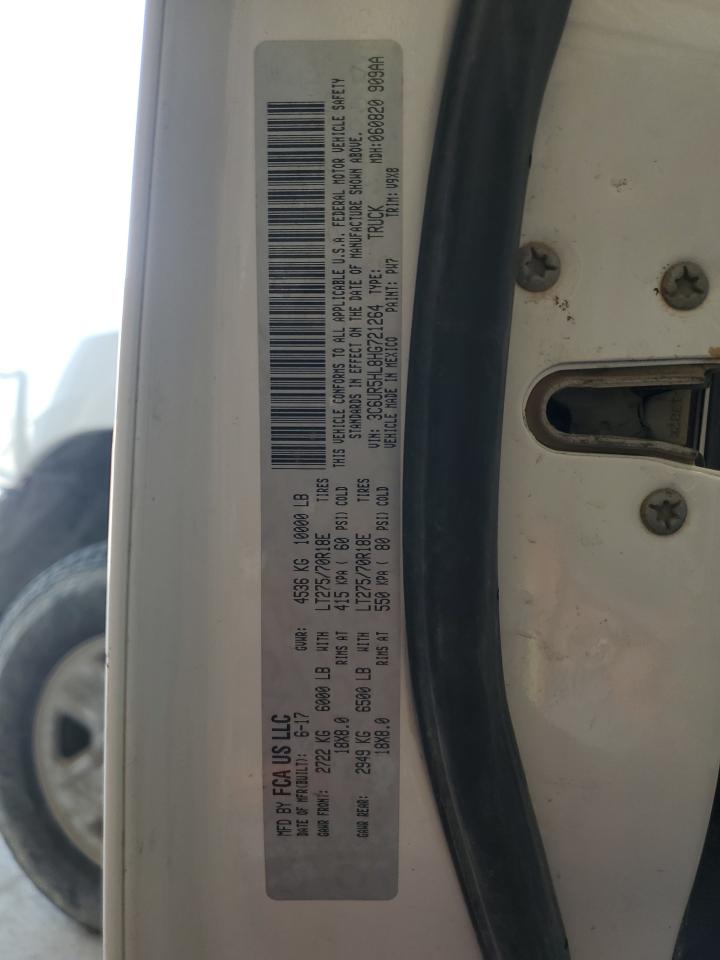 MFD BY FCA US LLC
DATE OF MFR(BUILT): 6-17 GVWR: 4536 KG 10000 LB
GAWR FRONT: 2722 KG 6000 LB WITH LT275/70R18E TIRES
18X8.0 RIMS AT 415 KPA ( 60 PSI) COLD
GAWR REAR: 2949 KG 6500 LB WITH LT275/70R18E TIRES
18X8.0 RIMS AT 550 KPA ( 80 PSI) COLD
THIS VEHICLE CONFORMS TO ALL APPLICABLE U.S.A. FEDERAL MOTOR VEHICLE SAFETY
STANDARDS IN EFFECT ON THE DATE OF MANUFACTURE SHOWN ABOVE.
VIN: 3C6UR5HL8HG721264 TYPE: TRUCK MDH: 060820 909AA
VEHICLE MADE IN MEXICO PAINT: PW7 TRIM: V9X8